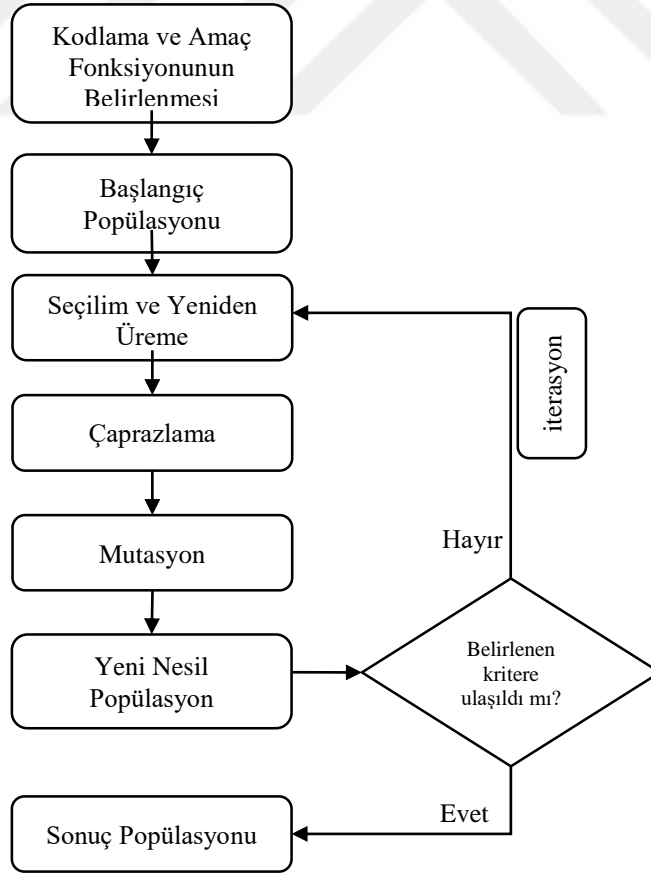 Kodlama ve Amaç
Fonksiyonunun
Belirlenmesi
Başlangıç
Popülasyonu
Seçilim ve Yeniden
Üreme
iterasyon
Çaprazlama
Mutasyon
Hayır
Yeni Nesil
Popülasyon
Belirlenen
kritere
ulaşıldı mı?
Evet
Sonuç Popülasyonu